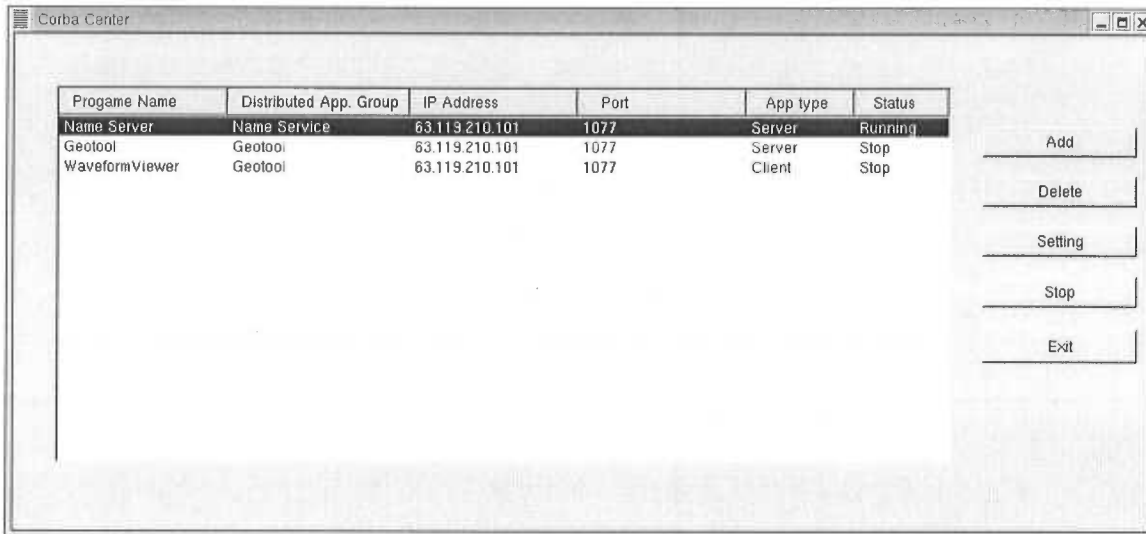 Corba Center
Progame Name Distributed App. Group IP Address Port App type Status
Name Server Name Service 63.119.210.101 1077 Server Running
Geotool Geotool 63.119.210.101 1077 Server Stop
WaveformViewer Geotool 63.119.210.101 1077 Client Stop
Add
Delete
Setting
Stop
Exit